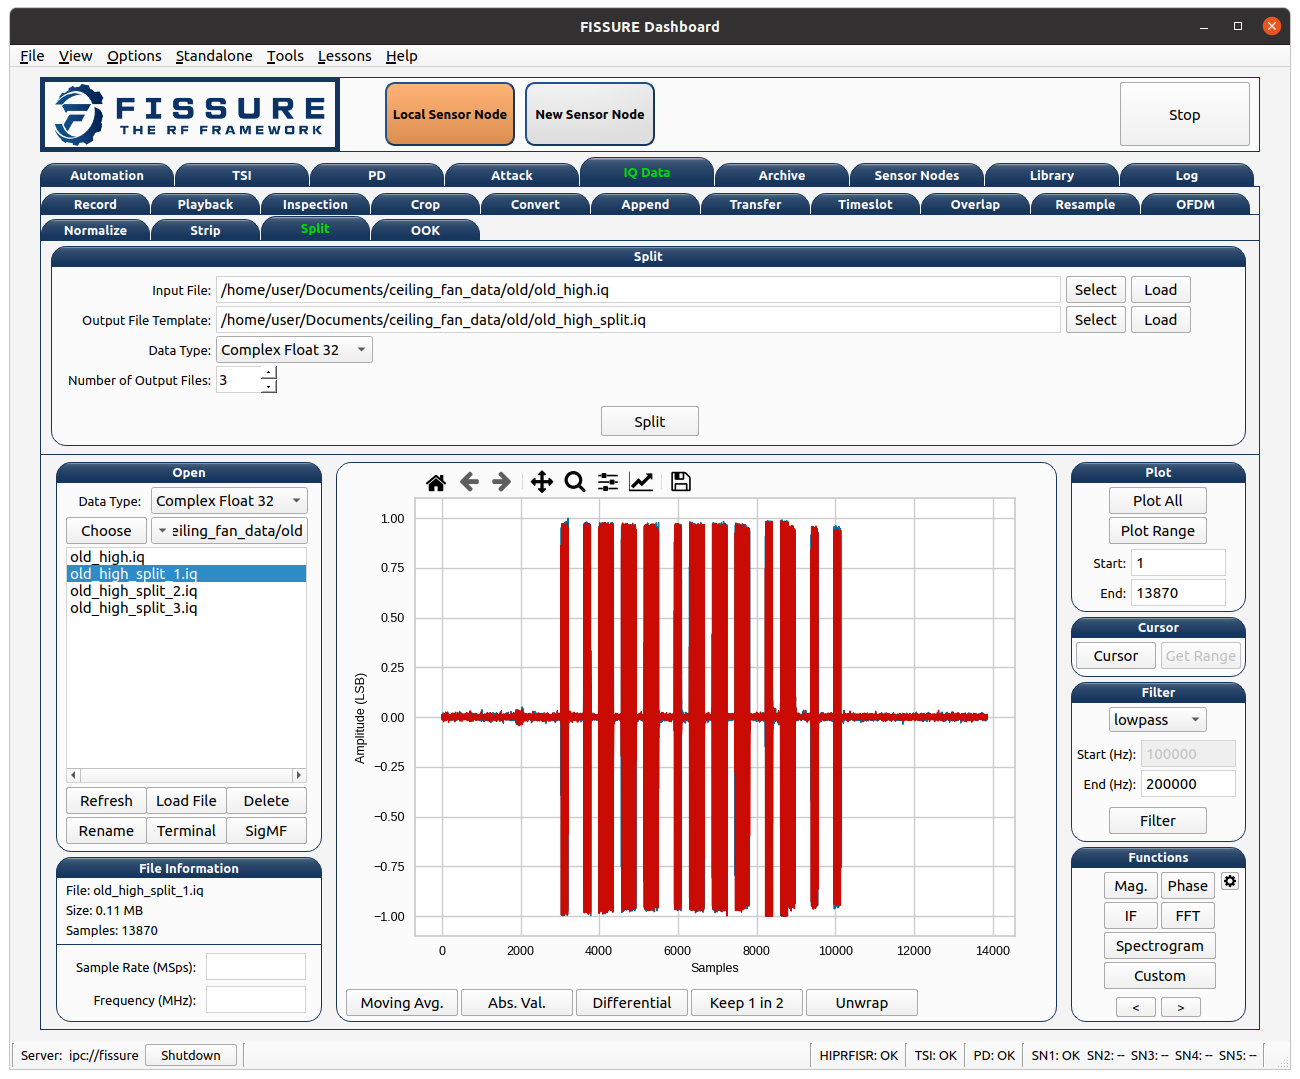 FISSURE Dashboard
File View Options Standalone Tools Lessons Help
FISSURE
THE RF FRAMEWORK
Local Sensor Node
New Sensor Node
Stop
Automation TSI PD Attack IQ Data Archive Sensor Nodes Library Log
Record Playback Inspection Crop Convert Append Transfer Timeslot Overlap Resample OFDM
Normalize Strip Split OOK
Split
Input File: /home/user/Documents/ceiling_fan_data/old/old_high.iq Select Load
Output File Template: /home/user/Documents/ceiling_fan_data/old/old_high_split.iq Select Load
Data Type: Complex Float 32
Number of Output Files: 3
Split
Open
Data Type: Complex Float 32
Choose eiling_fan_data/old
old_high.iq
old_high_split_1.iq
old_high_split_2.iq
old_high_split_3.iq
Refresh Load File Delete
Rename Terminal SigMF
File Information
File: old_high_split_1.iq
Size: 0.11 MB
Samples: 13870
Sample Rate (MSps):
Frequency (MHz):
1.00
0.75
0.50
0.25
0.00
−0.25
−0.50
−0.75
−1.00
Amplitude (LSB)
0 2000 4000 6000 8000 10000 12000 14000
Samples
Moving Avg. Abs. Val. Differential Keep 1 in 2 Unwrap
Plot
Plot All
Plot Range
Start: 1
End: 13870
Cursor
Cursor Get Range
Filter
lowpass
Start (Hz): 100000
End (Hz): 200000
Filter
Functions
Mag. Phase
IF FFT
Spectrogram
Custom
< >
Server: ipc://fissure Shutdown
HIPRFISR: OK TSI: OK PD: OK SN1: OK SN2: -- SN3: -- SN4: -- SN5: --